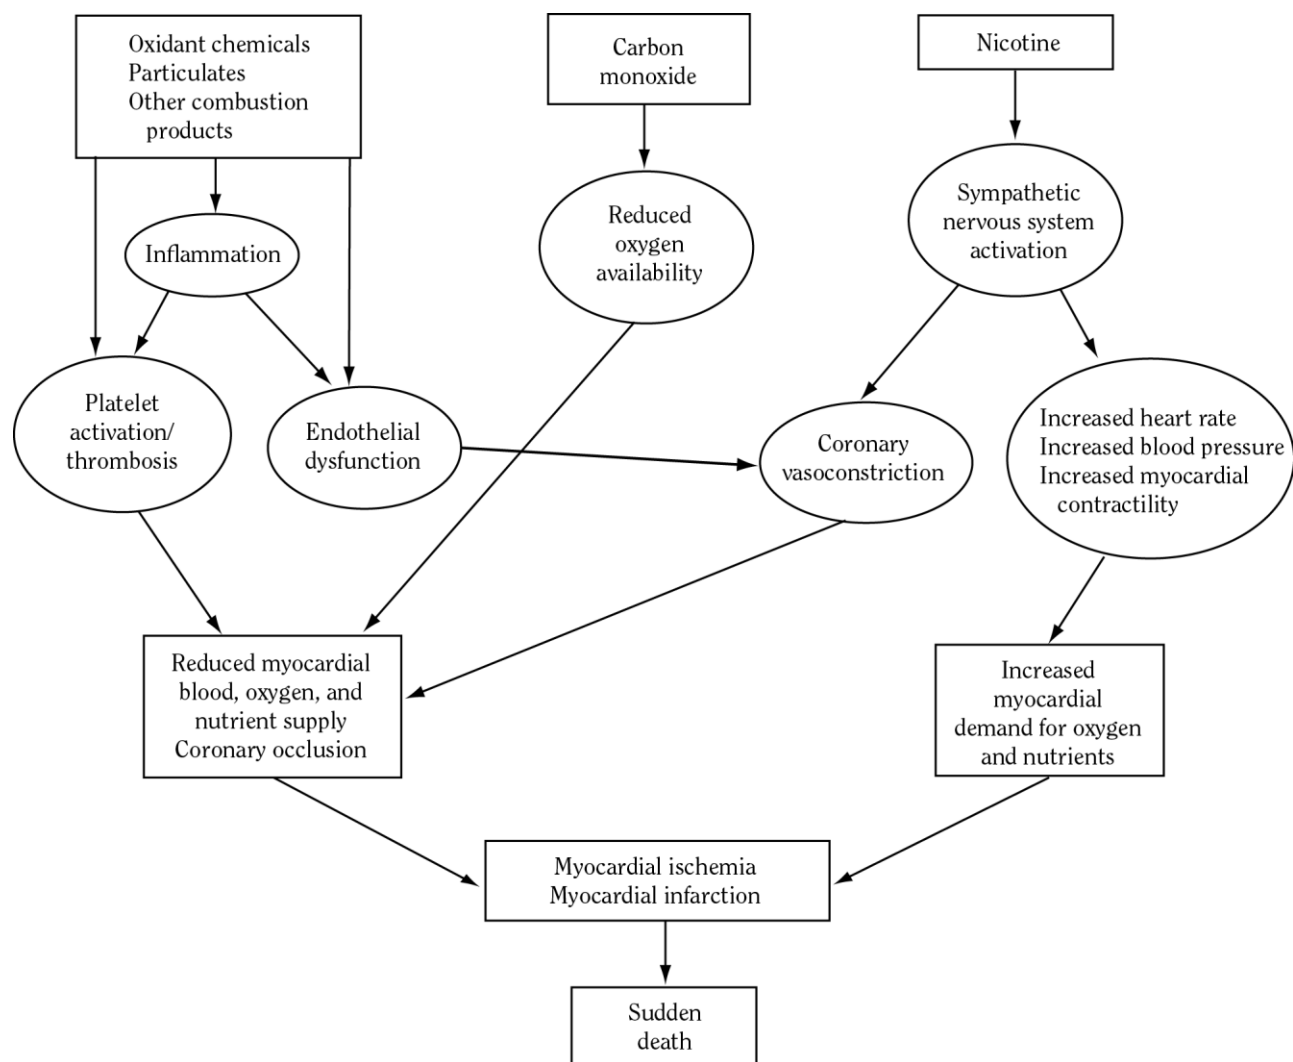 Oxidant chemicals
Particulates
Other combustion
products
Carbon
monoxide
Nicotine
Inflammation
Reduced
oxygen
availability
Sympathetic
nervous system
activation
Platelet
activation/
thrombosis
Endothelial
dysfunction
Coronary
vasoconstriction
Increased heart rate
Increased blood pressure
Increased myocardial
contractility
Reduced myocardial
blood, oxygen, and
nutrient supply
Coronary occlusion
Increased
myocardial
demand for oxygen
and nutrients
Myocardial ischemia
Myocardial infarction
Sudden
death